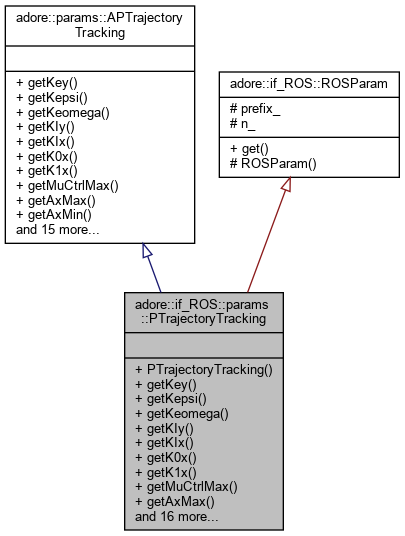 adore::params::APTrajectory
Tracking
+ getKey()
+ getKepsi()
+ getKeomega()
+ getKIy()
+ getKIx()
+ getK0x()
+ getK1x()
+ getMuCtrlMax()
+ getAxMax()
+ getAxMin()
and 15 more...
adore::if_ROS::ROSParam
# prefix_
# n_
+ get()
# ROSParam()
adore::if_ROS::params
::PTrajectoryTracking
+ PTrajectoryTracking()
+ getKey()
+ getKepsi()
+ getKeomega()
+ getKIy()
+ getKIx()
+ getK0x()
+ getK1x()
+ getMuCtrlMax()
+ getAxMax()
and 16 more...